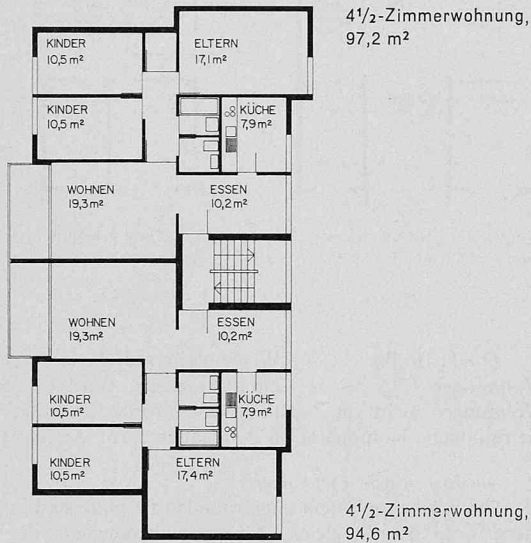 4½-Zimmerwohnung,
97,2 m²
KINDER
10,5 m²
ELTERN
17,1 m²
KINDER
10,5 m²
KÜCHE
7,9 m²
WOHNEN
19,3 m²
ESSEN
10,2 m²
WOHNEN
19,3 m²
ESSEN
10,2 m²
KINDER
10,5 m²
KÜCHE
7,9 m²
KINDER
10,5 m²
ELTERN
17,4 m²
4½-Zimmerwohnung,
94,6 m²